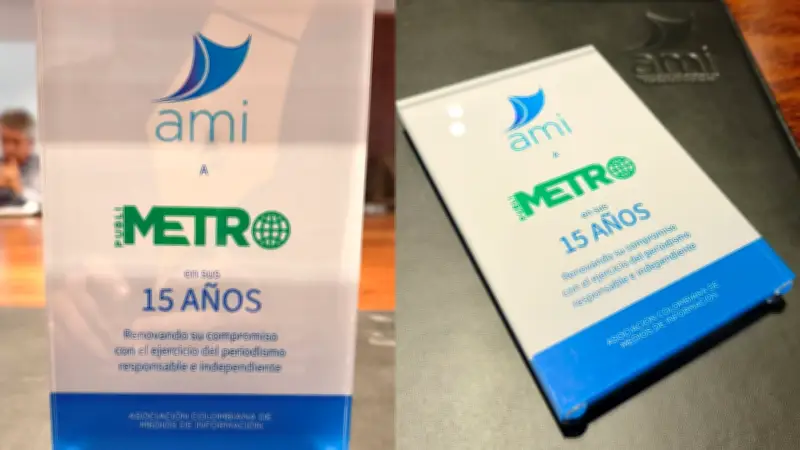 ami
A
PUBLI METRO
en sus
15 AÑOS
Renovando su compromiso
con el ejercicio del periodismo
responsable e independiente
ASOCIACIÓN COLOMBIANA DE
MEDIOS DE INFORMACIÓN
ami
ami
A
PUBLI METRO
en sus
15 AÑOS
Renovando su compromiso
con el ejercicio del periodismo
responsable e independiente
ASOCIACIÓN COLOMBIANA DE
MEDIOS DE INFORMACIÓN